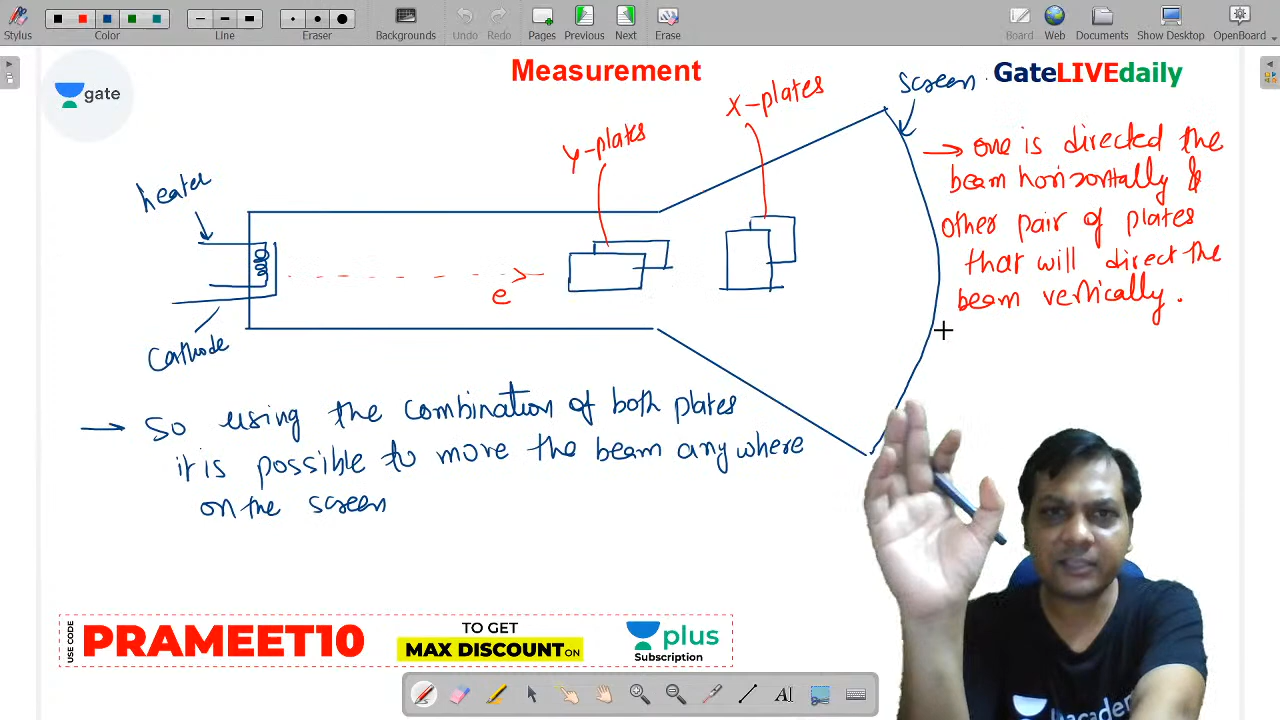 Stylus
Color
Line
Eraser
Backgrounds
Undo
Redo
Pages
Previous
Next
Erase
Board
Web
Documents
Show Desktop
OpenBoard
gate
Measurement
GateLIVEdaily
screen
X-plates
Y-plates
heater
→ one is directed the
beam horizontally &
other pair of plates
that will direct the
beam vertically.
e
Cathode
→ So using the combination of both plates
it is possible to move the beam anywhere
on the screen
USE CODE
PRAMEET10
TO GET
MAX DISCOUNT ON
plus
Subscription